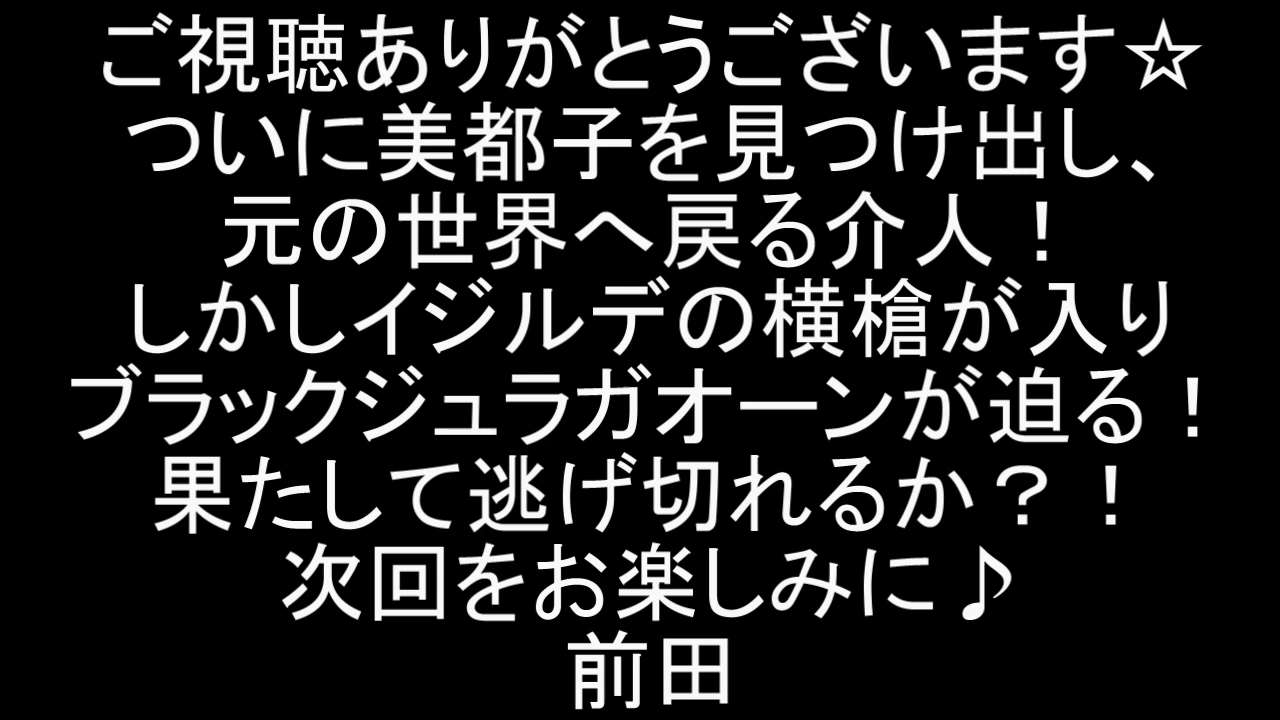 ご視聴ありがとうございます☆
ついに美都子を見つけ出し、
元の世界へ戻る介人！
しかしイジルデの横槍が入り
ブラックジュラガオーンが迫る！
果たして逃げ切れるか？！
次回をお楽しみに♪
前田